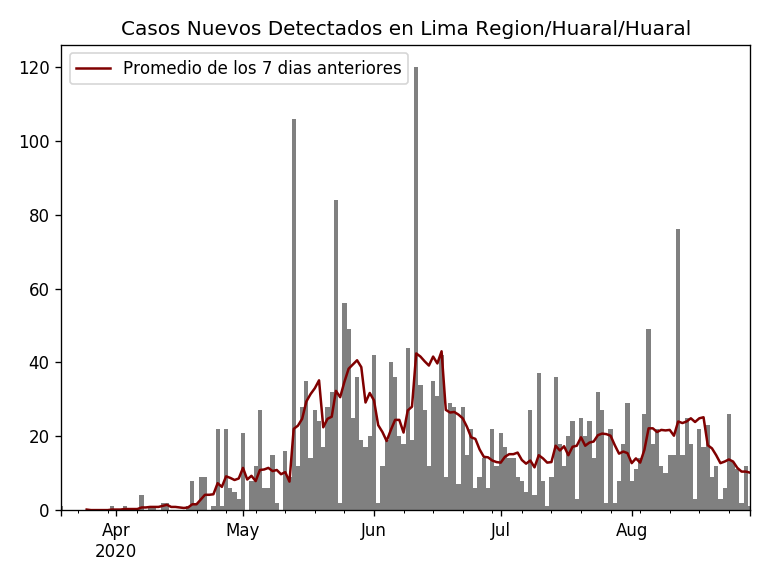 Casos Nuevos Detectados en Lima Region/Huaral/Huaral
Promedio de los 7 dias anteriores
120
100
80
60
40
20
0
Apr
2020
May
Jun
Jul
Aug